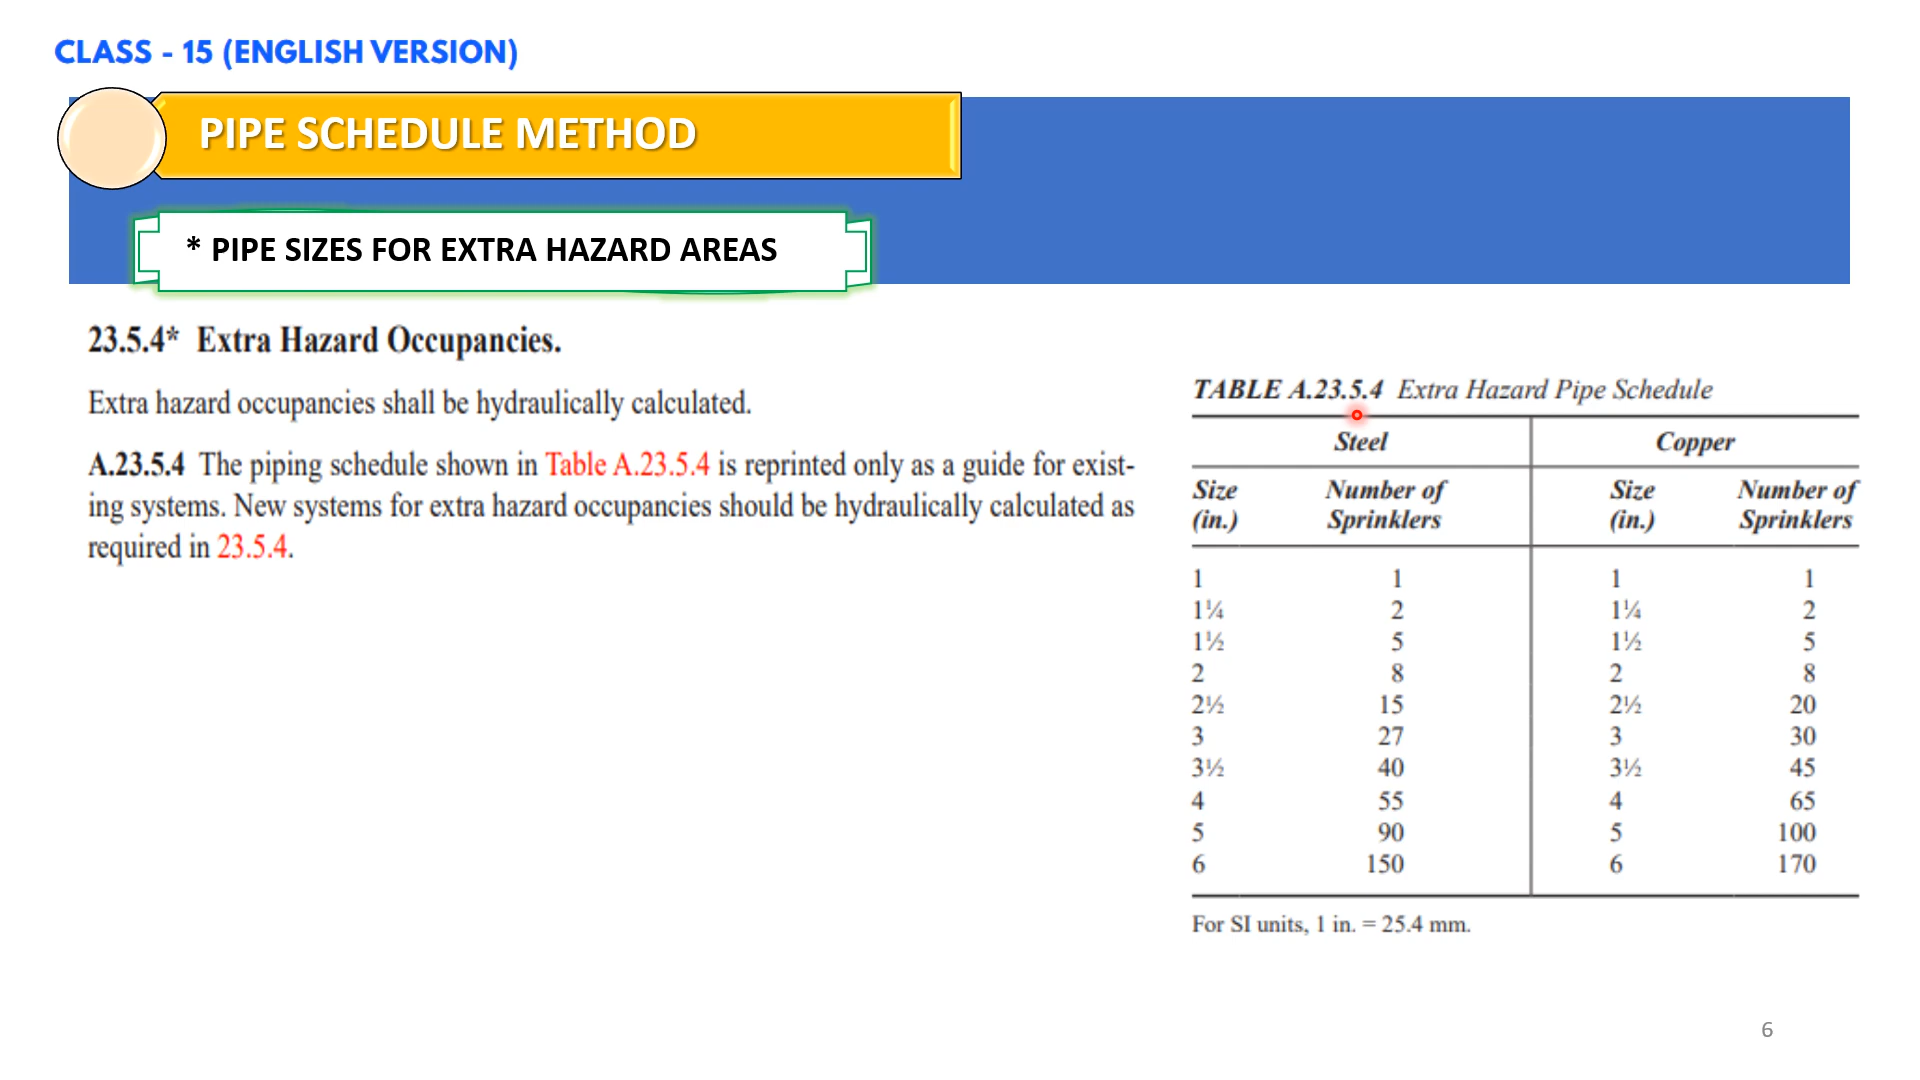 CLASS - 15 (ENGLISH VERSION)
PIPE SCHEDULE METHOD
* PIPE SIZES FOR EXTRA HAZARD AREAS
23.5.4* Extra Hazard Occupancies.
Extra hazard occupancies shall be hydraulically calculated.
A.23.5.4 The piping schedule shown in Table A.23.5.4 is reprinted only as a guide for exist-
ing systems. New systems for extra hazard occupancies should be hydraulically calculated as
required in 23.5.4.
TABLE A.23.5.4 Extra Hazard Pipe Schedule
Steel Copper
Size Number of Size Number of
(in.) Sprinklers (in.) Sprinklers
1 1 1 1
1¼ 2 1¼ 2
1½ 5 1½ 5
2 8 2 8
2½ 15 2½ 20
3 27 3 30
3½ 40 3½ 45
4 55 4 65
5 90 5 100
6 150 6 170
For SI units, 1 in. = 25.4 mm.
6